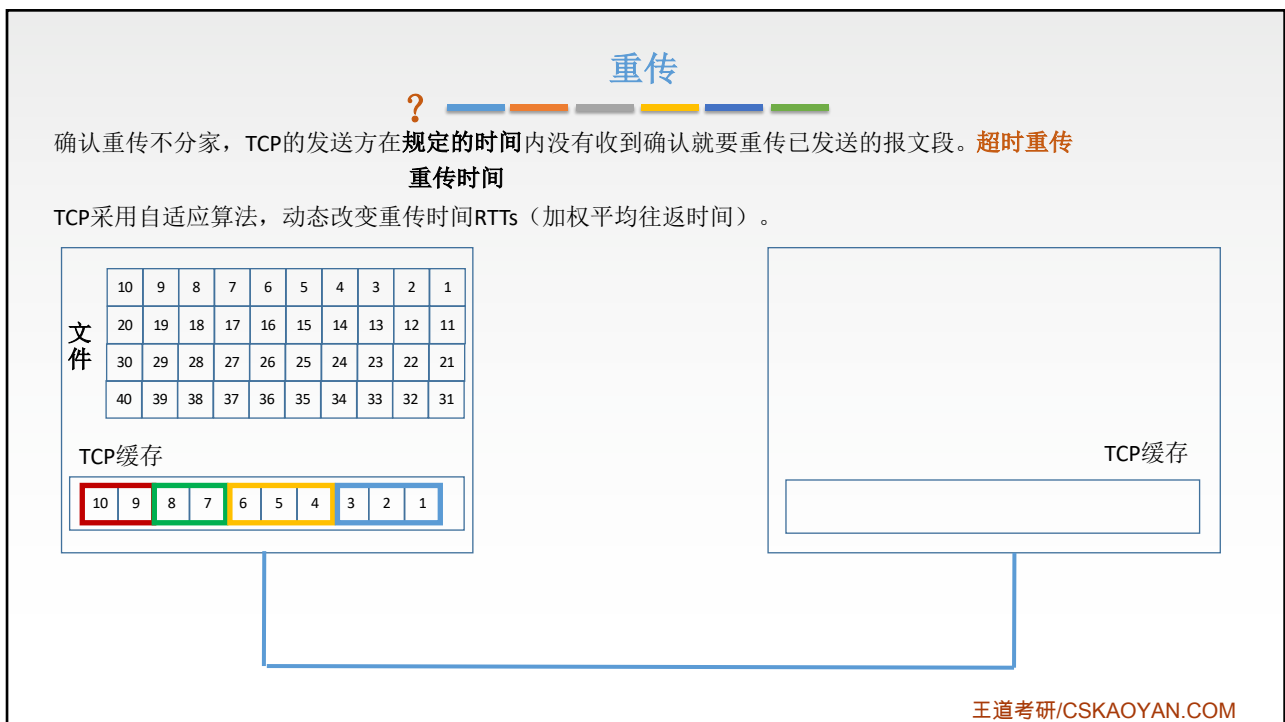 重传
?
确认重传不分家，TCP的发送方在规定的时间内没有收到确认就要重传已发送的报文段。超时重传
重传时间
TCP采用自适应算法，动态改变重传时间RTTs（加权平均往返时间）。
文件
10 9 8 7 6 5 4 3 2 1
20 19 18 17 16 15 14 13 12 11
30 29 28 27 26 25 24 23 22 21
40 39 38 37 36 35 34 33 32 31
TCP缓存
10 9 8 7 6 5 4 3 2 1
TCP缓存
王道考研/CSKAOYAN.COM